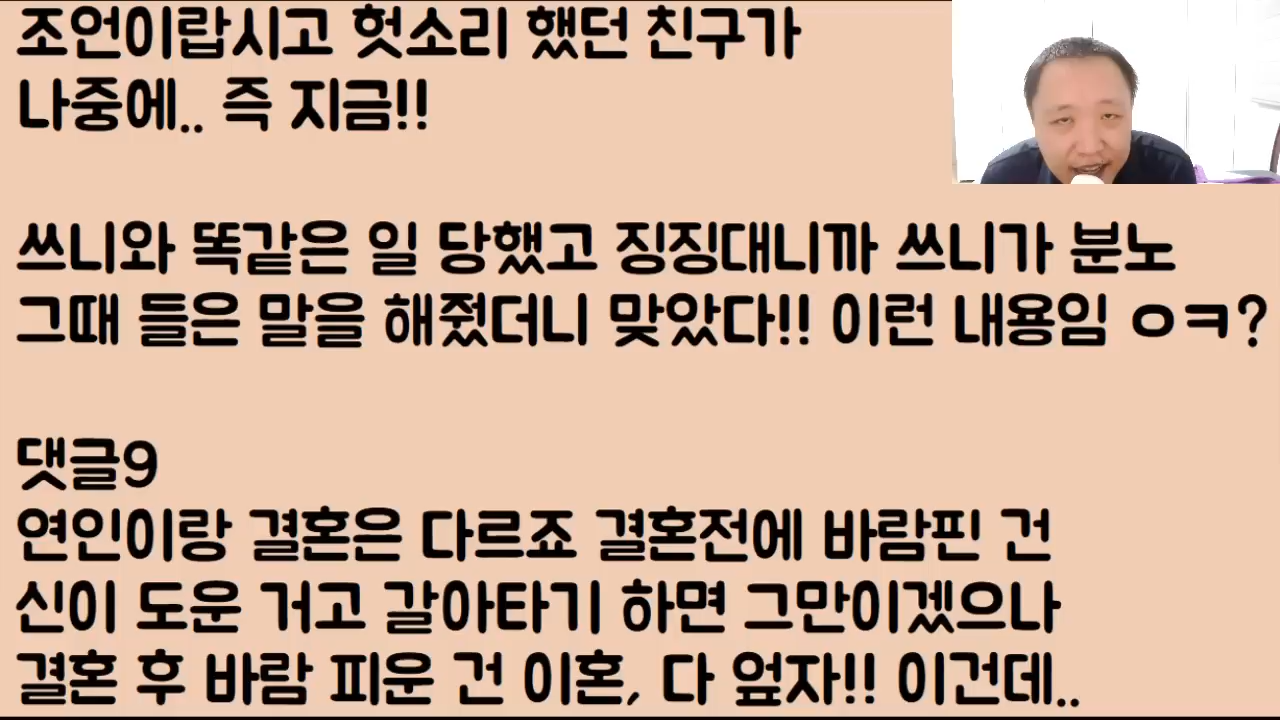 조언이랍시고 헛소리 했던 친구가
나중에.. 즉 지금!!
쓰니와 똑같은 일 당했고 징징대니까 쓰니가 분노
그때 들은 말을 해줬더니 맞았다!! 이런 내용임 ㅇㅋ?
댓글9
연인이랑 결혼은 다르죠 결혼전에 바람핀 건
신이 도운 거고 갈아타기 하면 그만이겠으나
결혼 후 바람 피운 건 이혼, 다 엎자!! 이건데..